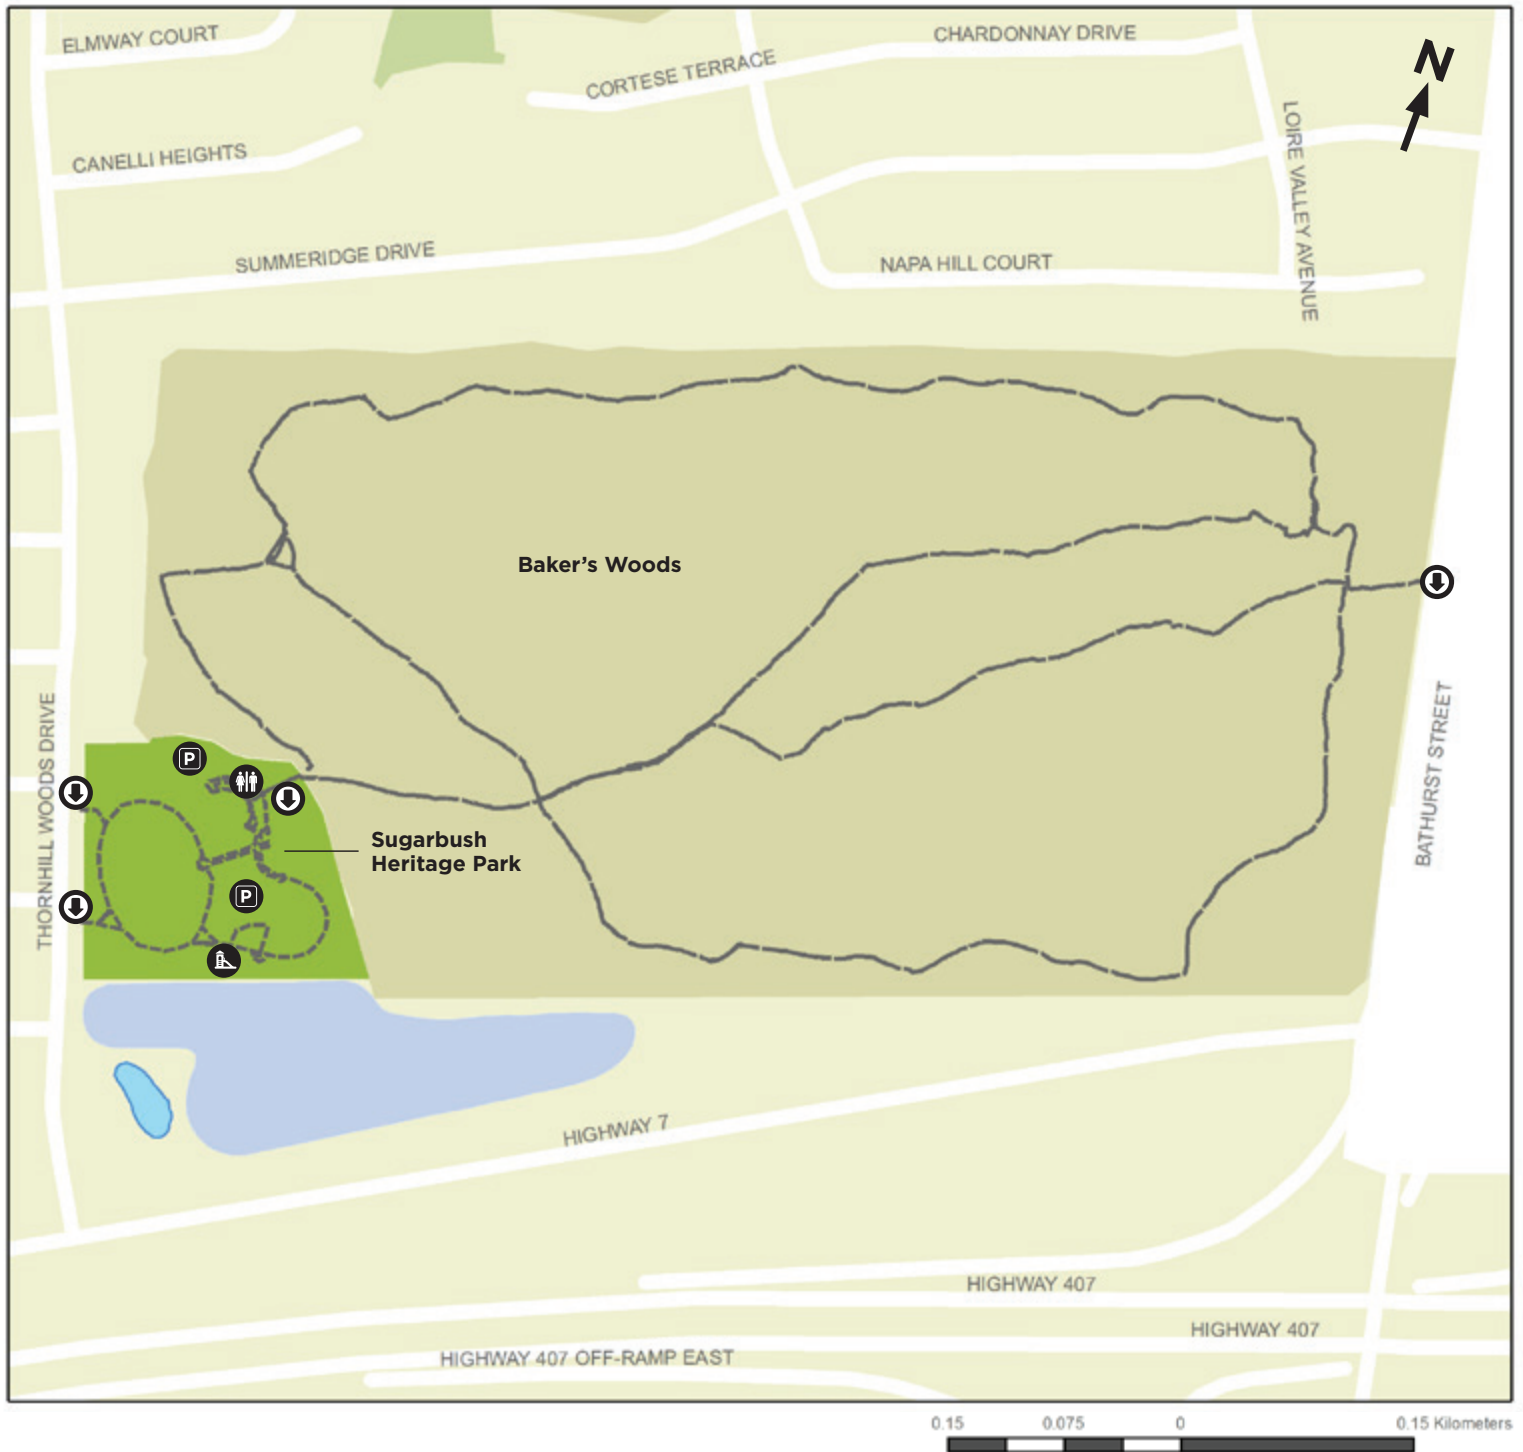 ELMWAY COURT
CHARDONNAY DRIVE
N
CORTESE TERRACE
CANELLI HEIGHTS
LOIRE VALLEY AVENUE
SUMMERIDGE DRIVE
NAPA HILL COURT
Baker's Woods
THORNHILL WOODS DRIVE
BATHURST STREET
P
Sugarbush
Heritage Park
P
HIGHWAY 7
HIGHWAY 407
HIGHWAY 407
HIGHWAY 407 OFF-RAMP EAST
0.15 0.075 0 0.15 Kilometers